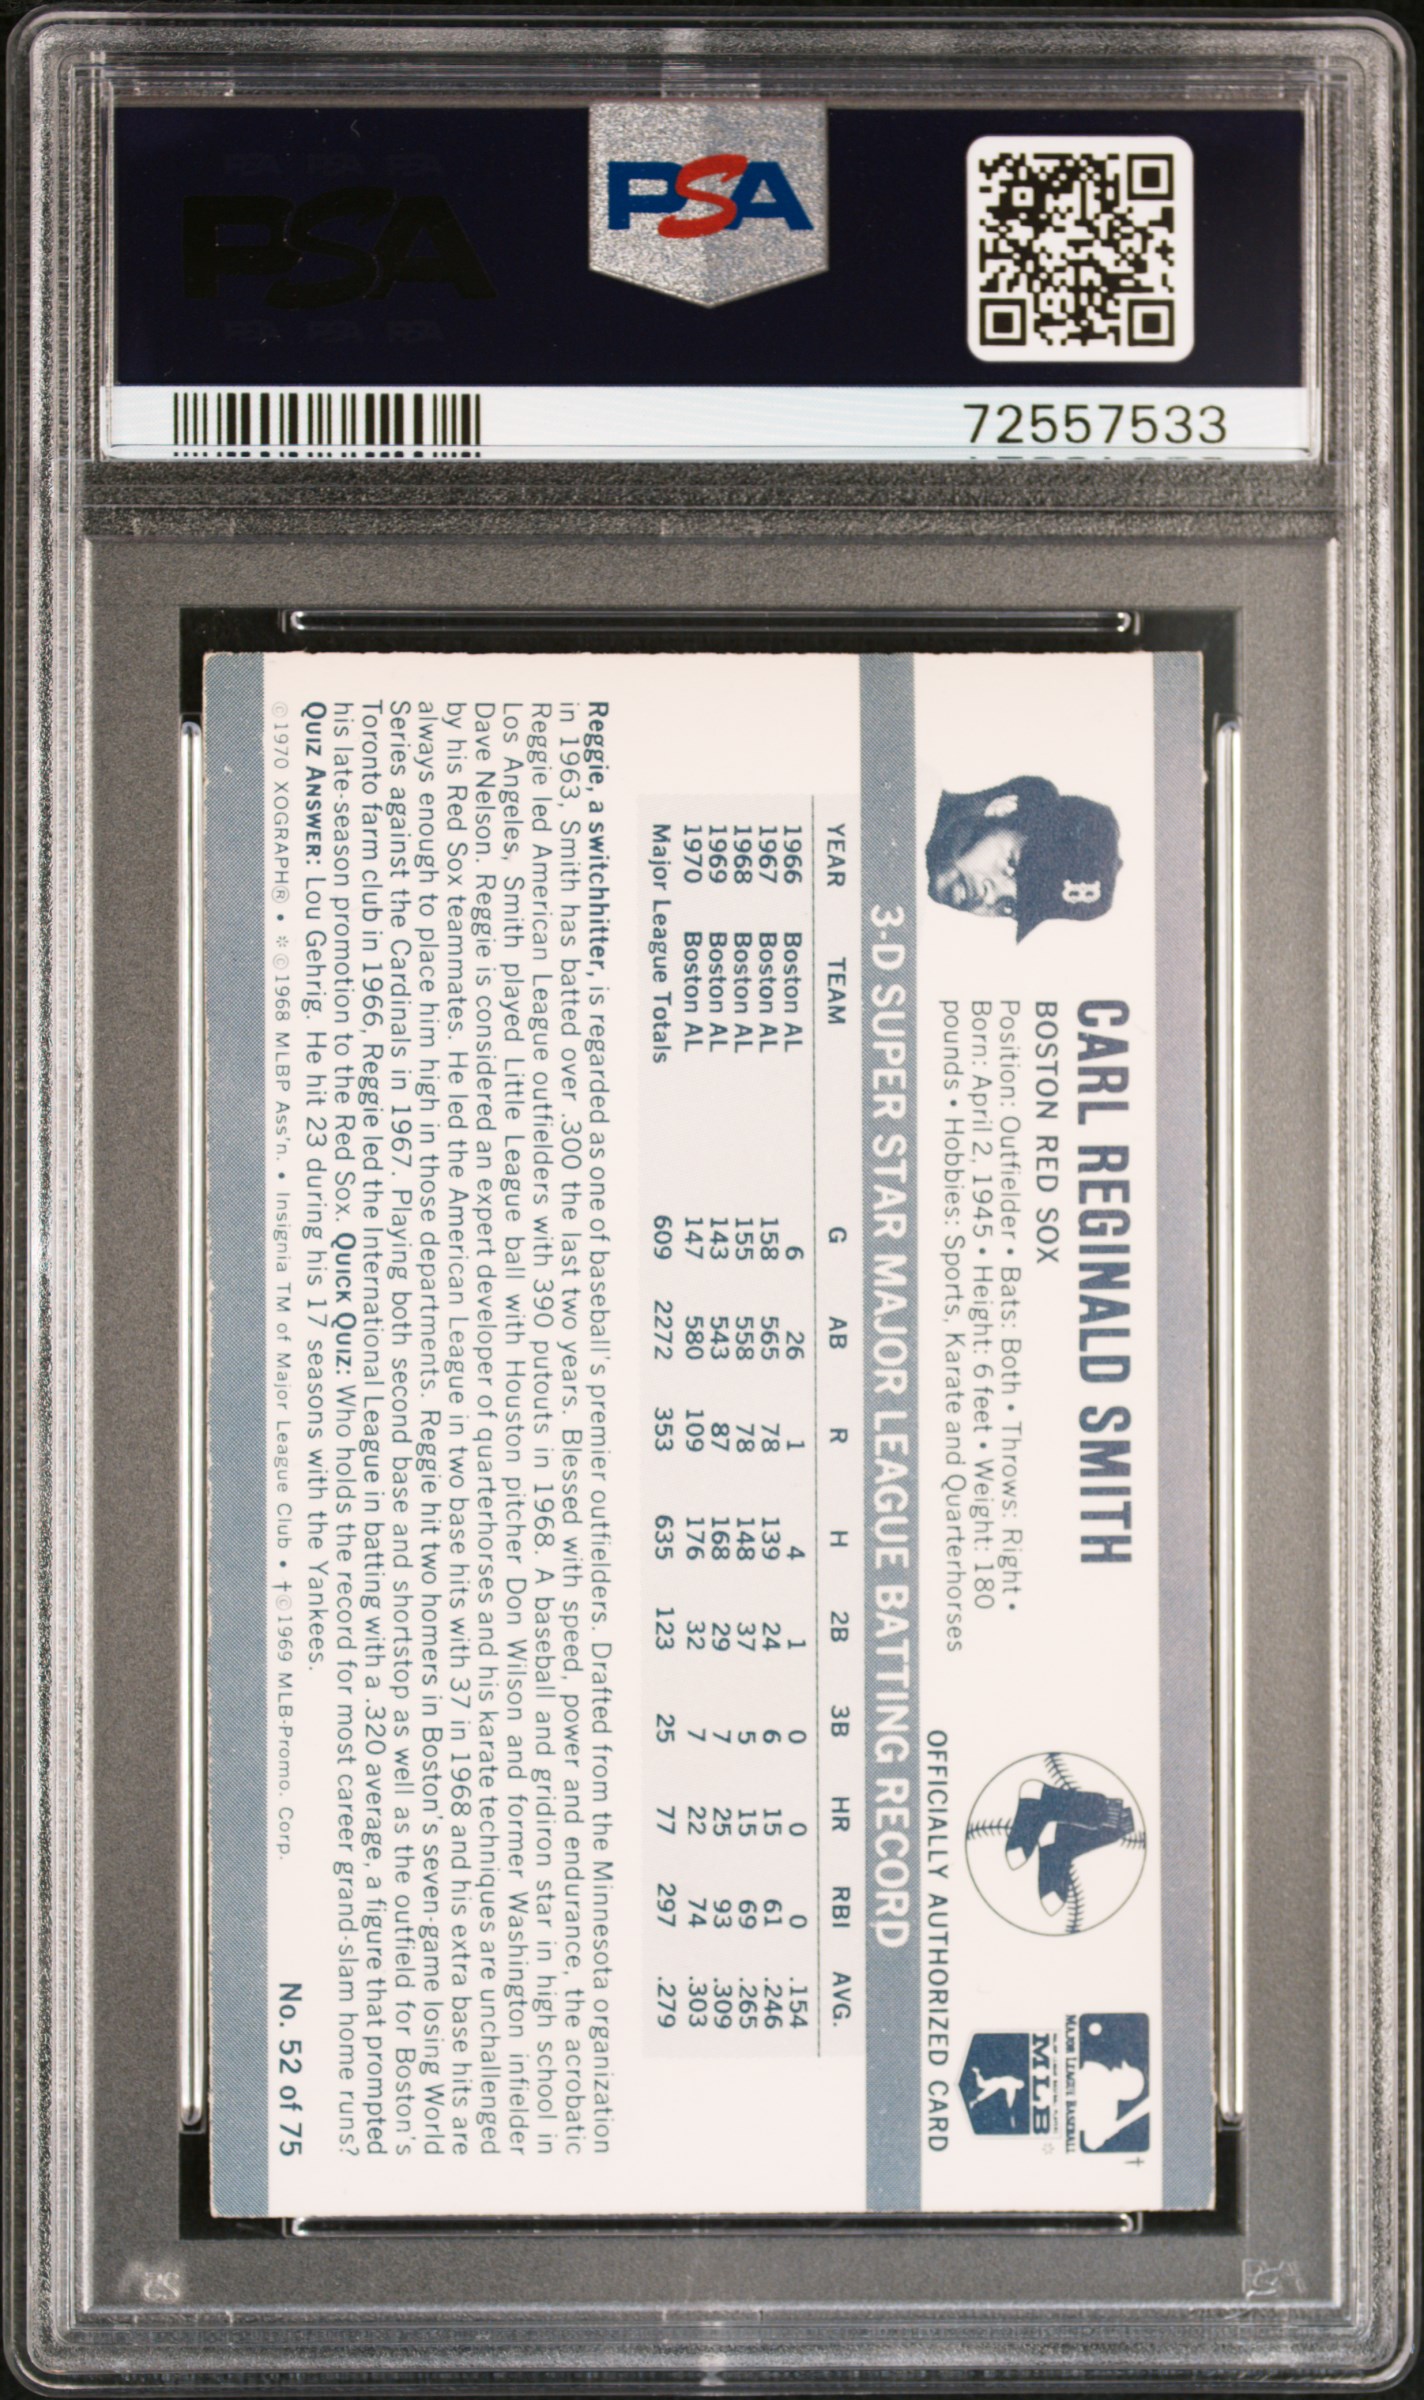 PSA
PSA
72557533
CARL REGINALD SMITH
BOSTON RED SOX
Position: Outfielder • Bats: Both • Throws: Right •
Born: April 2, 1945 • Height: 6 feet • Weight: 180
pounds • Hobbies: Sports, Karate and Quarterhorses
B
MAJOR LEAGUE BASEBALL
†
MLB
*
OFFICIALLY AUTHORIZED CARD
3-D SUPER STAR MAJOR LEAGUE BATTING RECORD
YEAR TEAM G AB R H 2B 3B HR RBI AVG.
1966 Boston AL 6 26 1 4 1 0 0 0 .154
1967 Boston AL 158 565 78 139 24 6 15 61 .246
1968 Boston AL 155 558 78 148 37 5 15 69 .265
1969 Boston AL 143 543 87 168 29 7 25 93 .309
1970 Boston AL 147 580 109 176 32 7 22 74 .303
Major League Totals 609 2272 353 635 123 25 77 297 .279
Reggie, a switchhitter, is regarded as one of baseball's premier outfielders. Drafted from the Minnesota organization
in 1963, Smith has batted over .300 the last two years. Blessed with speed, power and endurance, the acrobatic
Reggie led American League outfielders with 390 putouts in 1968. A baseball and gridiron star in high school in
Los Angeles, Smith played Little League ball with Houston pitcher Don Wilson and former Washington infielder
Dave Nelson. Reggie is considered an expert developer of quarterhorses and his karate techniques are unchallenged
by his Red Sox teammates. He led the American League in two base hits with 37 in 1968 and his extra base hits are
always enough to place him high in those departments. Reggie hit two homers in Boston's seven-game losing World
Series against the Cardinals in 1967. Playing both second base and shortstop as well as the outfield for Boston's
Toronto farm club in 1966, Reggie led the International League in batting with a .320 average, a figure that prompted
his late-season promotion to the Red Sox. QUICK QUIZ: Who holds the record for most career grand-slam home runs?
QUIZ ANSWER: Lou Gehrig. He hit 23 during his 17 seasons with the Yankees.
©1970 XOGRAPH® • *©1968 MLBP Ass'n. • Insignia TM of Major League Club • †©1969 MLB-Promo. Corp.
No. 52 of 75